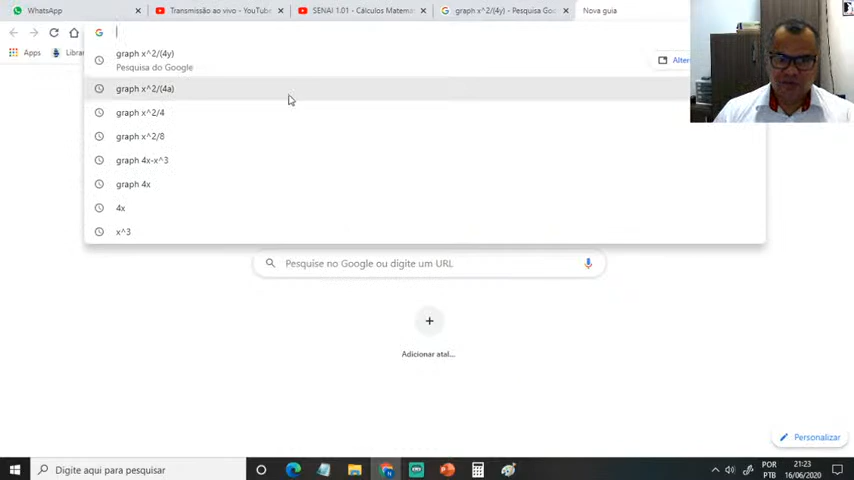 WhatsApp
Transmissão ao vivo - YouTube
SENAI 1.01 - Cálculos Matem
graph x^2/(4y) - Pesquisa Goo
Nova guia
Apps
Librar
graph x^2/(4y)
Pesquisa do Google
Alter
graph x^2/(4a)
graph x^2/4
graph x^2/8
graph 4x-x^3
graph 4x
4x
x^3
Pesquise no Google ou digite um URL
Adicionar atal...
Personalizar
Digite aqui para pesquisar
POR
PTB
21:23
16/06/2020